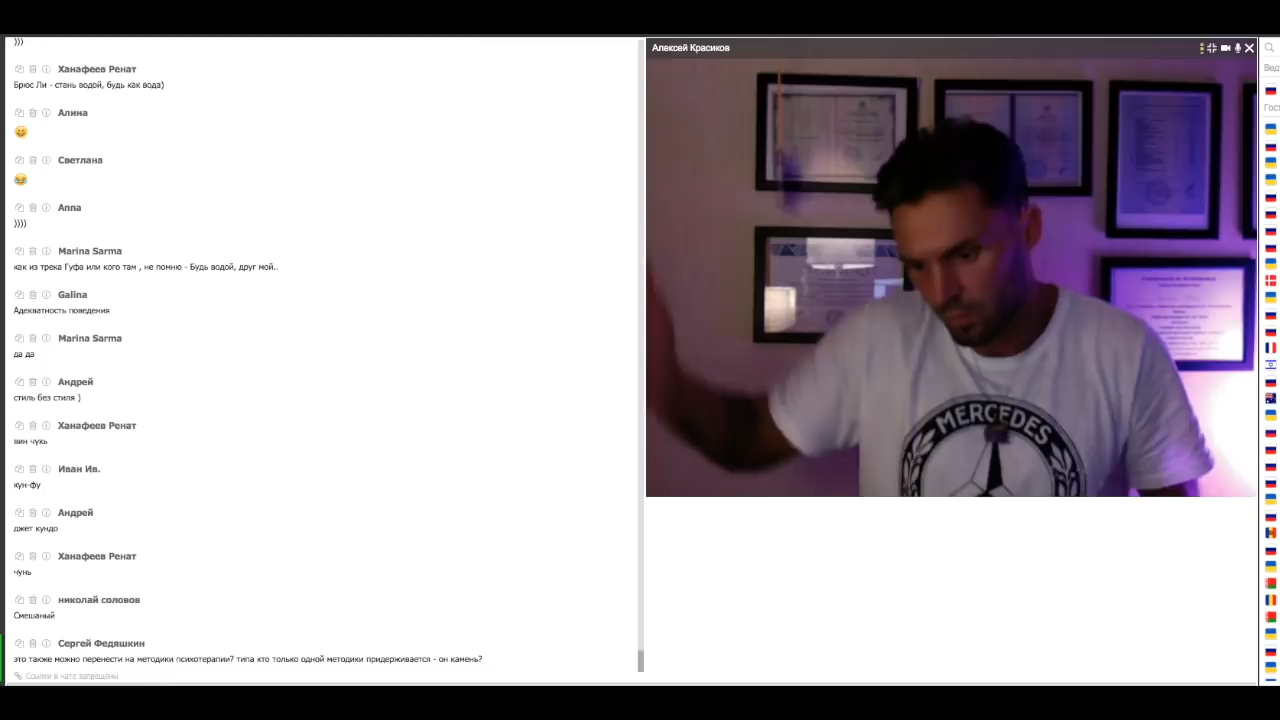 )))
Ханафеев Ренат
Брюс Ли - стань водой, будь как вода)
Алина
Светлана
Anna
))))
Marina Sarma
как из трека Гуфа или кого там , не помню - Будь водой, друг мой..
Galina
Адекватность поведения
Marina Sarma
да да
Андрей
стиль без стиля )
Ханафеев Ренат
вин чукь
Иван Ив.
кун-фу
Андрей
джет кундо
Ханафеев Ренат
чунь
николай соловов
Смешаный
Сергей Федяшкин
это также можно перенести на методики психотерапии? типа кто только одной методики придерживается - он камень?
Ссылки в чате запрещены
Алексей Красиков
MERCEDES
Вед
Гост